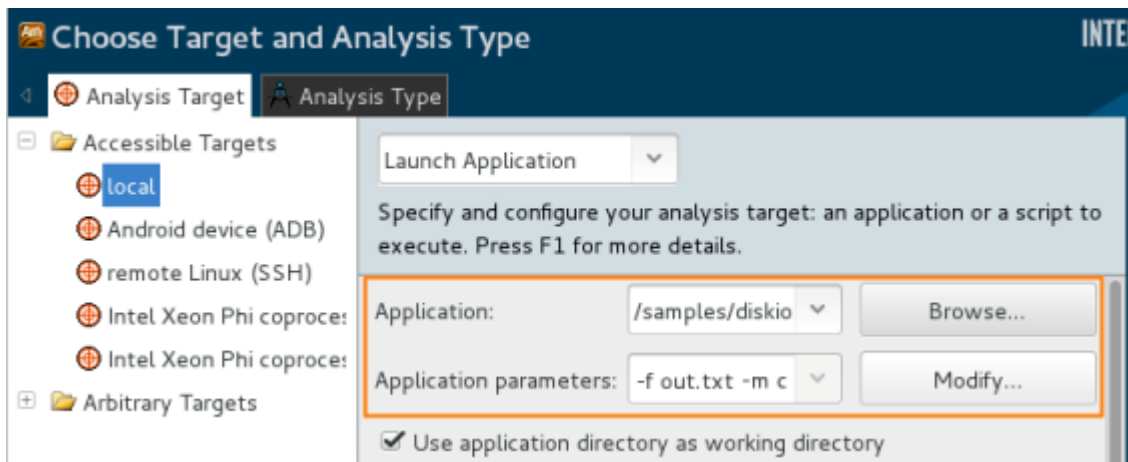 Choose Target and Analysis Type
INTE
Analysis Target
Analysis Type
Accessible Targets
local
Android device (ADB)
remote Linux (SSH)
Intel Xeon Phi coproces
Intel Xeon Phi coproces
Arbitrary Targets
Launch Application
Specify and configure your analysis target: an application or a script to
execute. Press F1 for more details.
Application:
/samples/diskio
Browse...
Application parameters:
-f out.txt -m c
Modify...
Use application directory as working directory